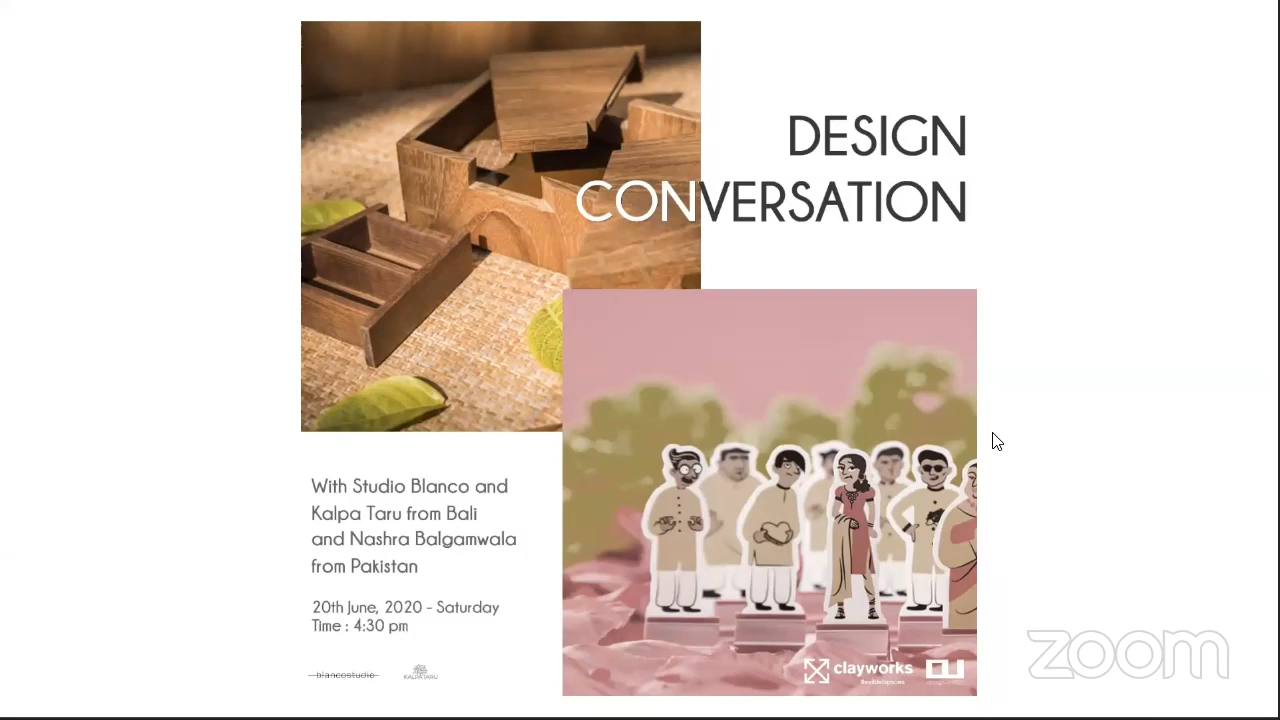 DESIGN
CONVERSATION
With Studio Blanco and
Kalpa Taru from Bali
and Nashra Balgamwala
from Pakistan
20th June, 2020 - Saturday
Time : 4:30 pm
blancostudio
KALPATARU
clayworks
zoom